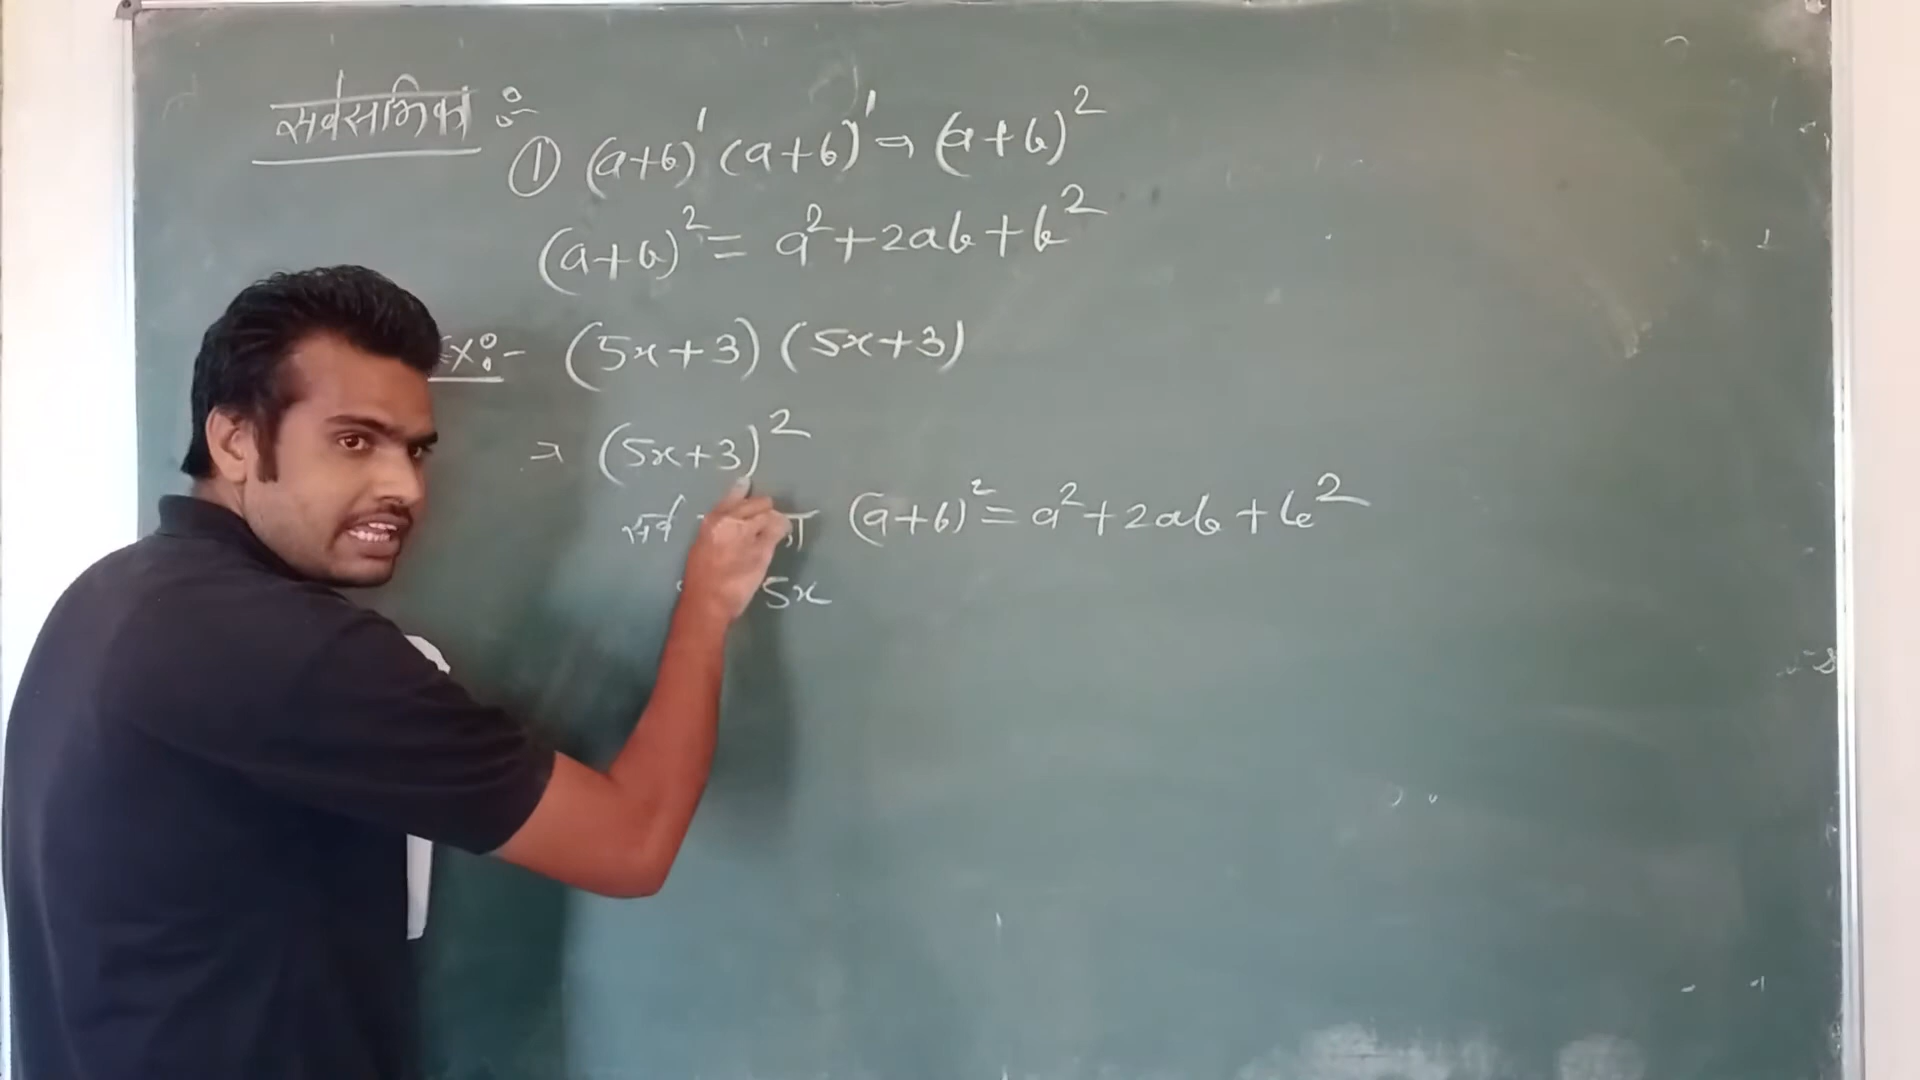 सर्वसमिका :-
① (a+b)¹ (a+b)¹ ⇒ (a+b)²
(a+b)² = a²+2ab+b²
Ex:- (5x+3) (5x+3)
⇒ (5x+3)²
सर्व (a+b)² = a²+2ab+b²
5x